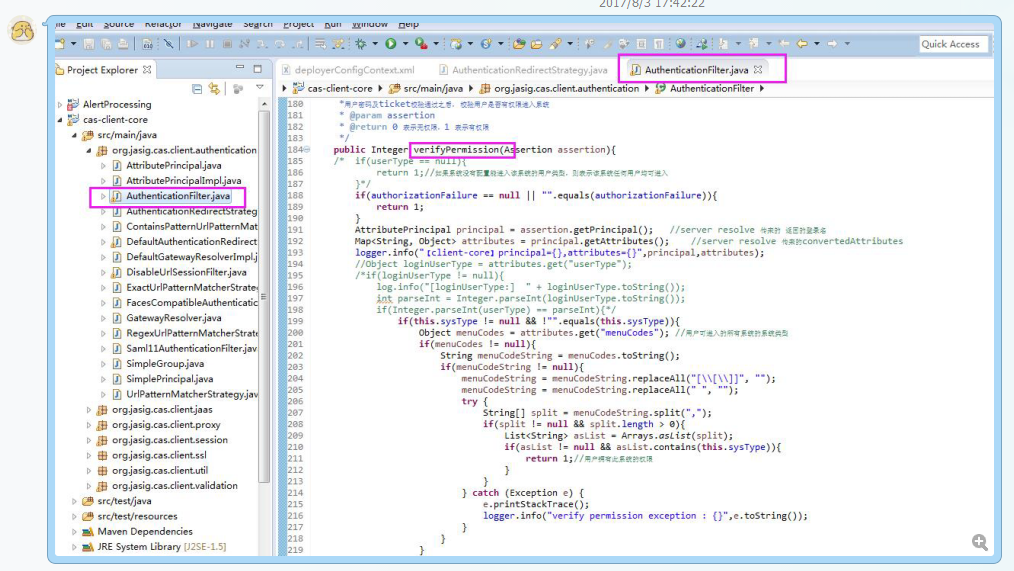 2017/8/3 17:42:22
File Edit Source Refactor Navigate Search Project Run Window Help
Quick Access
Project Explorer
deployerConfigContext.xml
AuthenticationRedirectStrategy.java
AuthenticationFilter.java
cas-client-core
src/main/java
org.jasig.cas.client.authentication
AuthenticationFilter
AlertProcessing
cas-client-core
src/main/java
org.jasig.cas.client.authentication
AttributePrincipal.java
AttributePrincipalImpl.java
AuthenticationFilter.java
AuthenticationRedirectStrateg
ContainsPatternUrlPatternMat
DefaultAuthenticationRedirect
DefaultGatewayResolverImpl.j
DisableUrlSessionFilter.java
ExactUrlPatternMatcherStrate
FacesCompatibleAuthenticatic
GatewayResolver.java
RegexUrlPatternMatcherStrate
Saml11AuthenticationFilter.jav
SimpleGroup.java
SimplePrincipal.java
UrlPatternMatcherStrategy.jav
org.jasig.cas.client.jaas
org.jasig.cas.client.proxy
org.jasig.cas.client.session
org.jasig.cas.client.ssl
org.jasig.cas.client.util
org.jasig.cas.client.validation
src/test/java
src/test/resources
Maven Dependencies
JRE System Library [J2SE-1.5]
180 *用户密码及ticket校验通过之后，校验用户是否有权限进入系统
181 * @param assertion
182 * @return 0 表示无权限，1 表示有权限
183 */
184 public Integer verifyPermission(Assertion assertion){
185 /* if(userType == null){
186 return 1;//如果系统没有配置能进入该系统的用户类型，则表示该系统任何用户均可进入
187 }*/
188 if(authorizationFailure == null || "".equals(authorizationFailure)){
189 return 1;
190 }
191 AttributePrincipal principal = assertion.getPrincipal(); //server resolve 传来的 返回的登录名
192 Map<String, Object> attributes = principal.getAttributes(); //server resolve 传来的convertedAttributes
193 logger.info("【client-core】principal={},attributes={}",principal,attributes);
194 //Object loginUserType = attributes.get("userType");
195 /*if(loginUserType != null){
196 log.info("[loginUserType:] " + loginUserType.toString());
197 int parseInt = Integer.parseInt(loginUserType.toString());
198 if(Integer.parseInt(userType) == parseInt){*/
199 if(this.sysType != null && !"".equals(this.sysType)){
200 Object menuCodes = attributes.get("menuCodes"); //用户可进入的所有系统的系统类型
201 if(menuCodes != null){
202 String menuCodeString = menuCodes.toString();
203 if(menuCodeString != null){
204 menuCodeString = menuCodeString.replaceAll("[\\[\\]]", "");
205 menuCodeString = menuCodeString.replaceAll(" ", "");
206 try {
207 String[] split = menuCodeString.split(",");
208 if(split != null && split.length > 0){
209 List<String> asList = Arrays.asList(split);
210 if(asList != null && asList.contains(this.sysType)){
211 return 1;//用户拥有此系统的权限
212 }
213 }
214 } catch (Exception e) {
215 e.printStackTrace();
216 logger.info("verify permission exception : {}",e.toString());
217 }
218 }
219 }